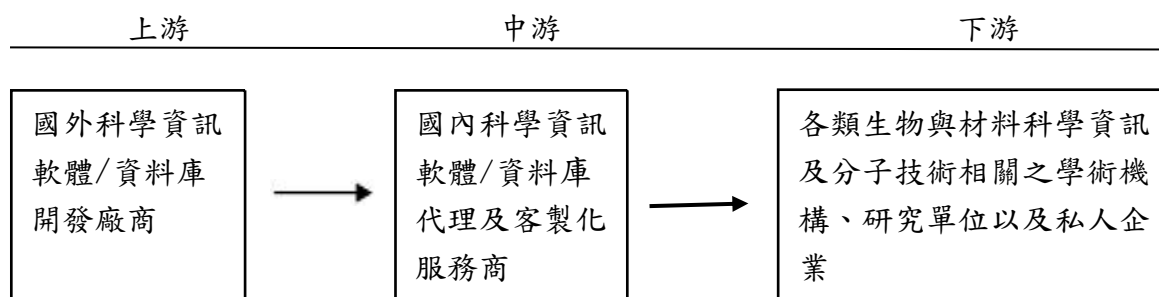 上游
中游
下游
國外科學資訊
軟體/資料庫
開發廠商
國內科學資訊
軟體/資料庫
代理及客製化
服務商
各類生物與材料科學資訊
及分子技術相關之學術機
構、研究單位以及私人企
業